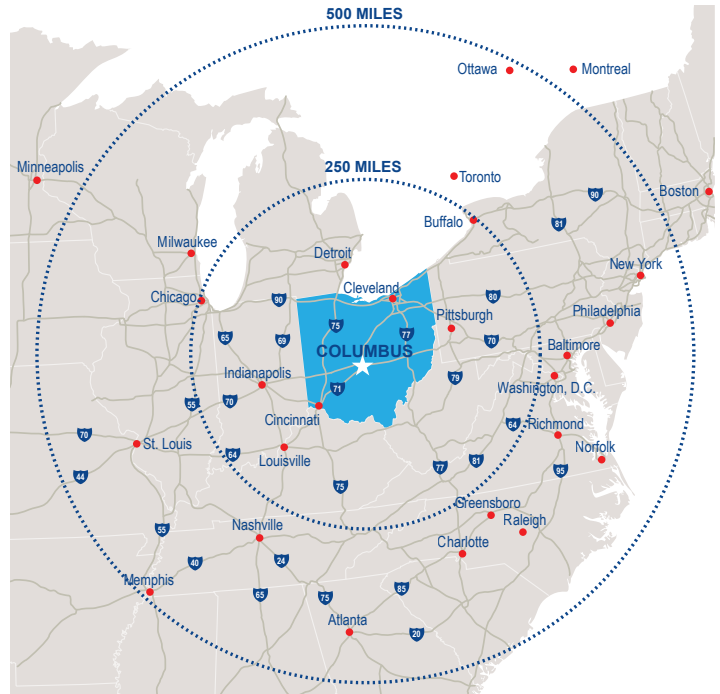 500 MILES
Ottawa
Montreal
Minneapolis
250 MILES
Toronto
90
Boston
Buffalo
81
Milwaukee
Detroit
New York
Chicago
90
Cleveland
80
Philadelphia
75
77
Pittsburgh
65
69
70
Baltimore
COLUMBUS
Indianapolis
79
Washington, D.C.
71
55
70
Cincinnati
64
Richmond
70
St. Louis
64
Louisville
Norfolk
44
77
81
95
75
Greensboro
55
Nashville
Raleigh
Charlotte
40
24
Memphis
65
75
85
Atlanta
20